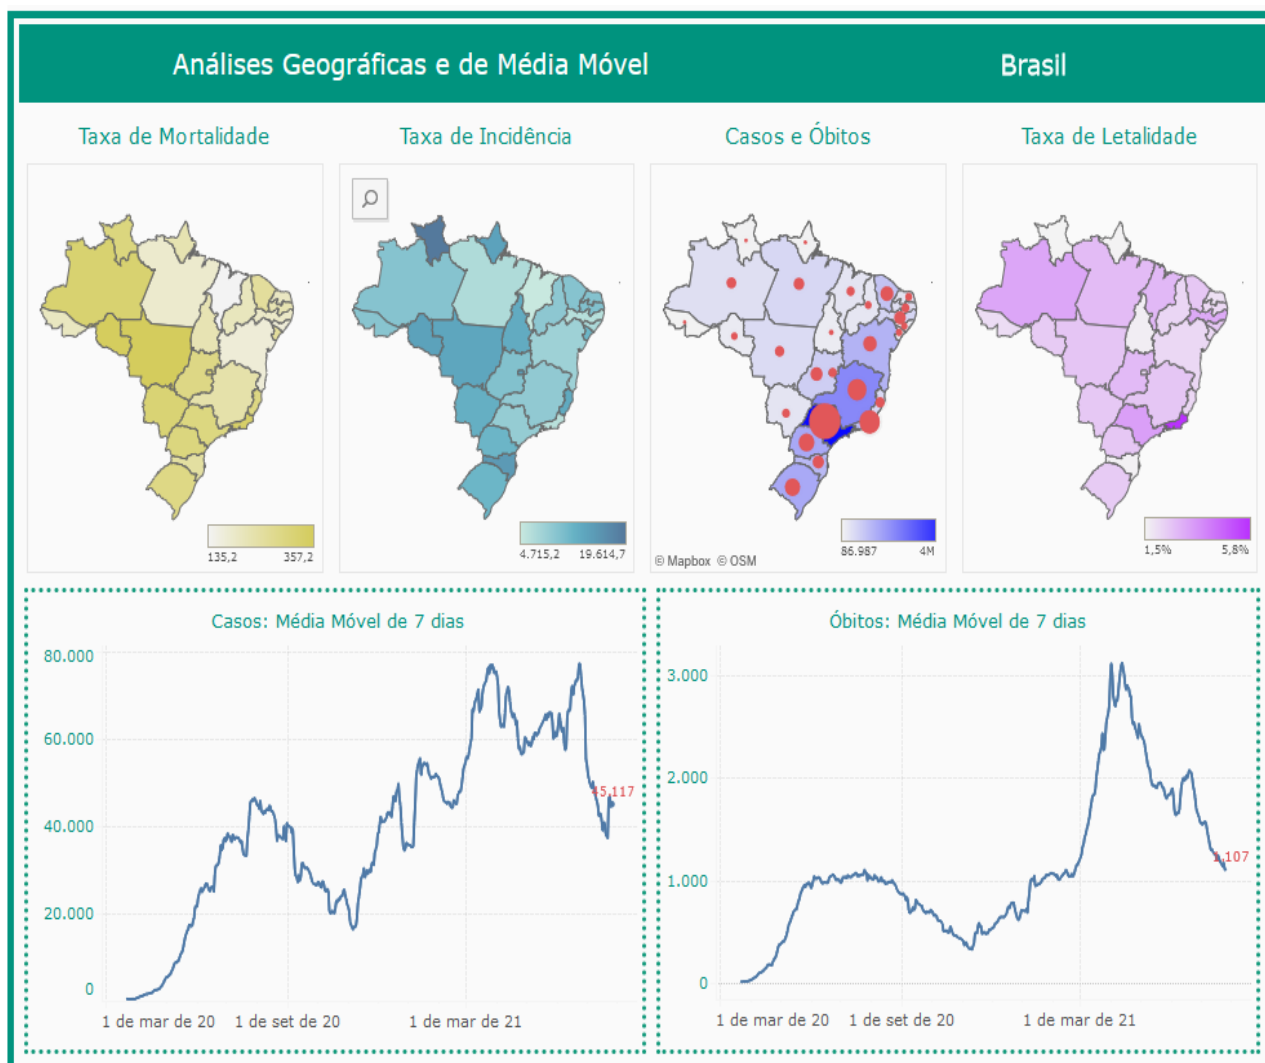 Análises Geográficas e de Média Móvel
Brasil
Taxa de Mortalidade
Taxa de Incidência
Casos e Óbitos
Taxa de Letalidade
135,2
357,2
4.715,2
19.614,7
86.987
4M
© Mapbox © OSM
1,5%
5,8%
Casos: Média Móvel de 7 dias
80.000
60.000
40.000
20.000
0
45.117
1 de mar de 20
1 de set de 20
1 de mar de 21
Óbitos: Média Móvel de 7 dias
3.000
2.000
1.000
0
1.107
1 de mar de 20
1 de set de 20
1 de mar de 21